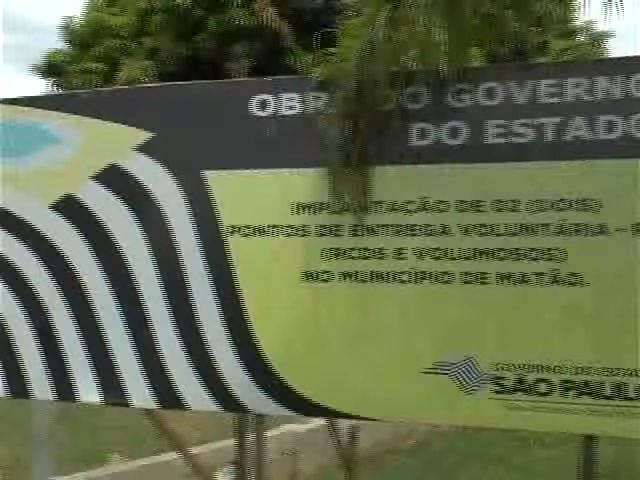 OBRA DO GOVERNO
DO ESTADO
IMPLANTAÇÃO DE 02 (DOIS)
PONTOS DE ENTREGA VOLUNTÁRIA - P
(RCDS E VOLUMOSOS)
NO MUNICÍPIO DE MATÃO.
GOVERNO DO ESTADO
SÃO PAULO